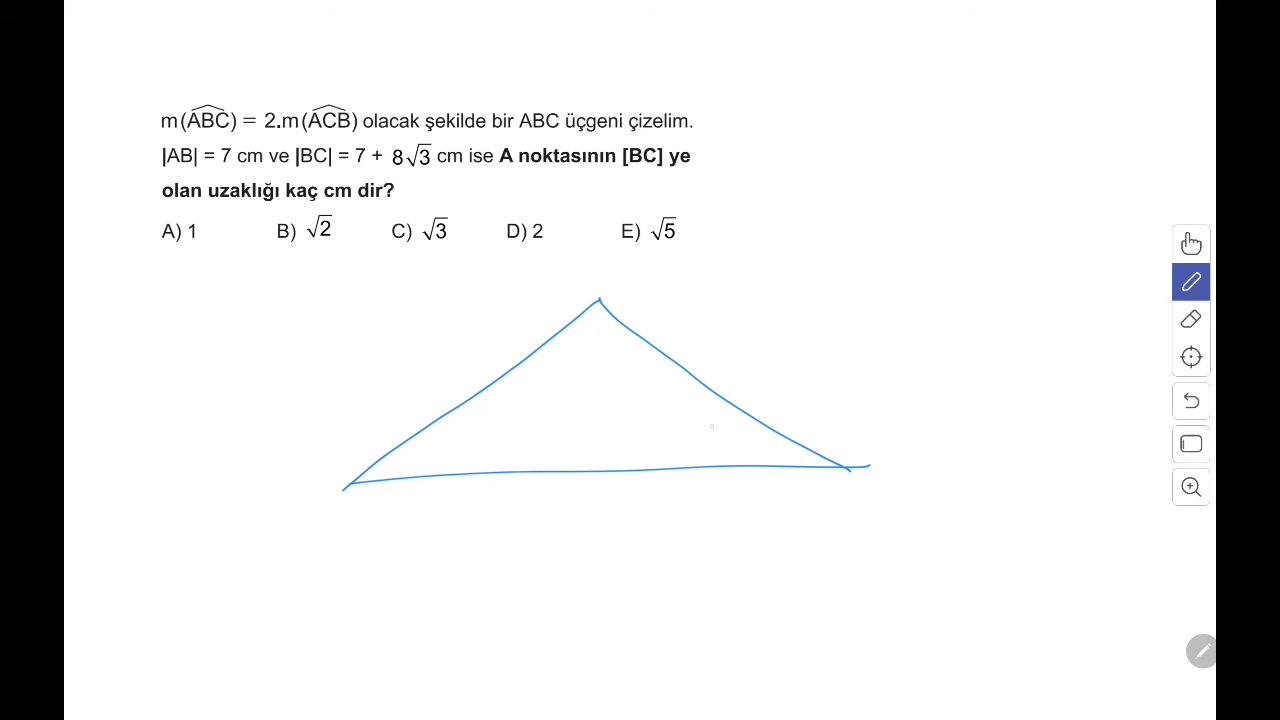 m(ABC) = 2.m(ACB) olacak şekilde bir ABC üçgeni çizelim.
|AB| = 7 cm ve |BC| = 7 + 8√3 cm ise A noktasının [BC] ye
olan uzaklığı kaç cm dir?
A) 1 B) √2 C) √3 D) 2 E) √5